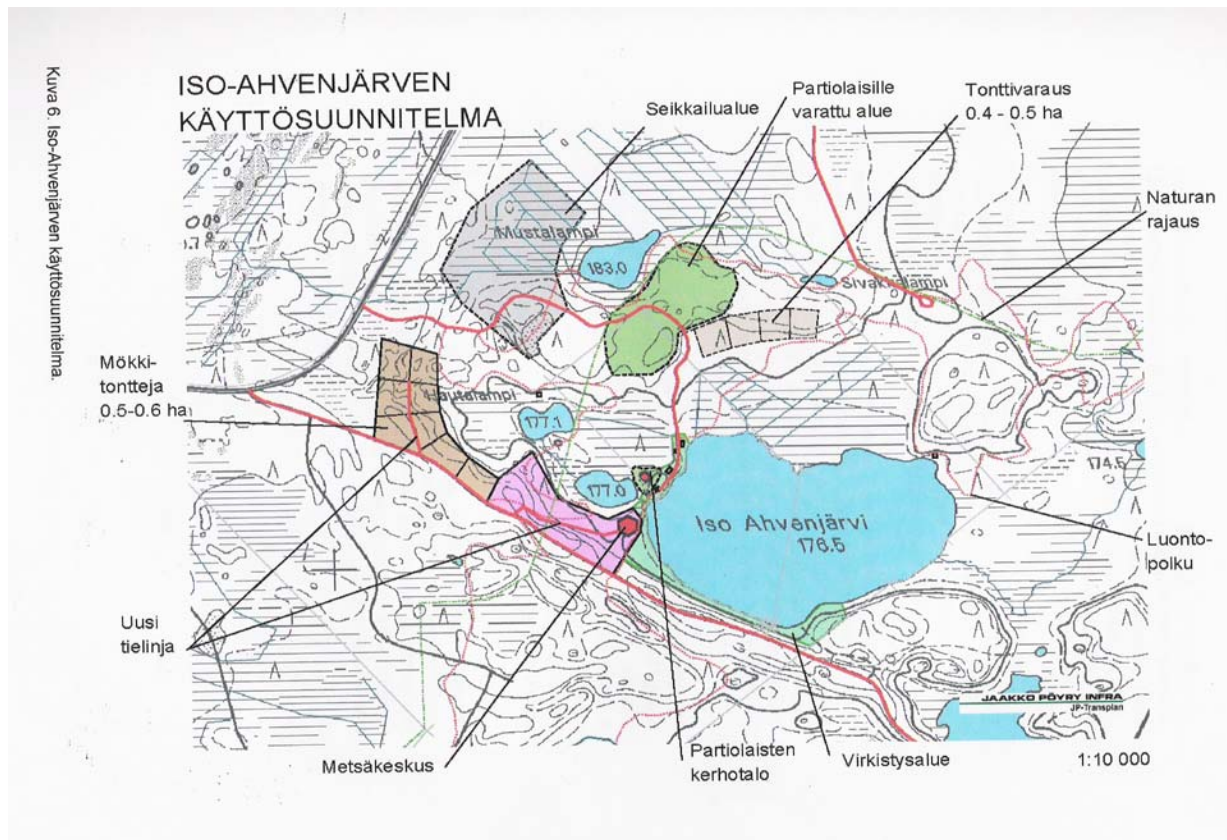 Kuva 6. Iso-Ahvenjärven käyttösuunnitelma.
ISO-AHVENJÄRVEN
KÄYTTÖSUUNNITELMA
Seikkailualue
Partiolaisille
varattu alue
Tonttivaraus
0.4 - 0.5 ha
Naturan
rajaus
Mustalampi
183.0
Mökki-
tontteja
0.5-0.6 ha
Hautalampi
177.1
177.0
174.5
Iso Ahvenjärvi
176.5
Luonto-
polku
Uusi
tielinja
Metsäkeskus
Partiolaisten
kerhotalo
Virkistysalue
JAAKKO PÖYRY INFRA
JP-Transplan
1:10 000